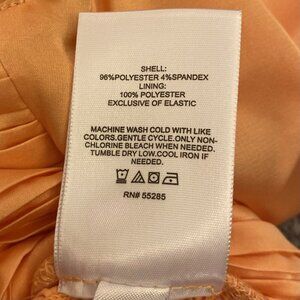 SHELL:
96%POLYESTER 4%SPANDEX
LINING:
100% POLYESTER
EXCLUSIVE OF ELASTIC
MACHINE WASH COLD WITH LIKE
COLORS.GENTLE CYCLE.ONLY NON-
CHLORINE BLEACH WHEN NEEDED.
TUMBLE DRY LOW.COOL IRON IF
NEEDED.
RN# 55285